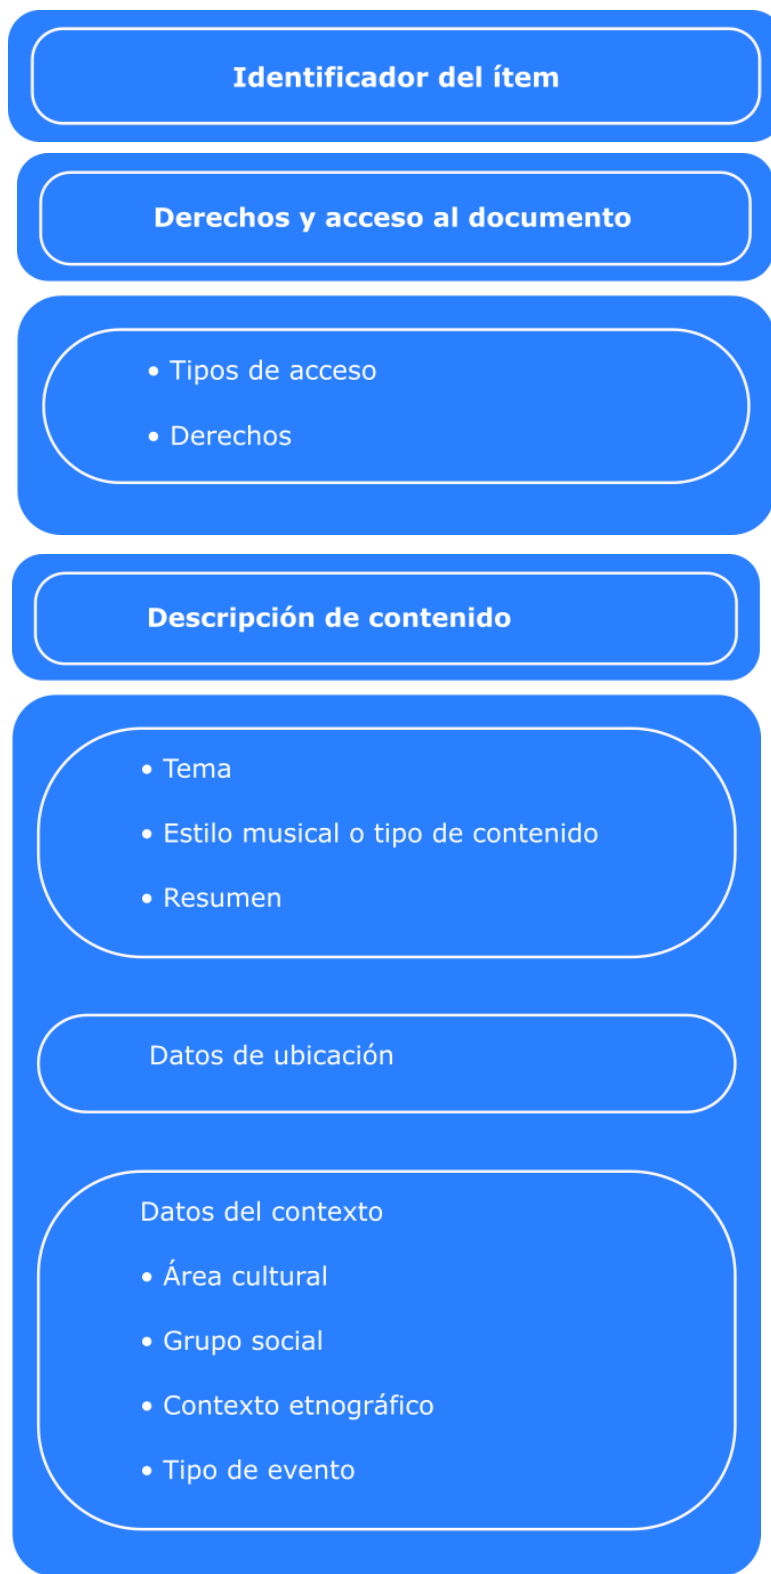 Identificador del ítem
Derechos y acceso al documento
• Tipos de acceso
• Derechos
Descripción de contenido
• Tema
• Estilo musical o tipo de contenido
• Resumen
Datos de ubicación
Datos del contexto
• Área cultural
• Grupo social
• Contexto etnográfico
• Tipo de evento